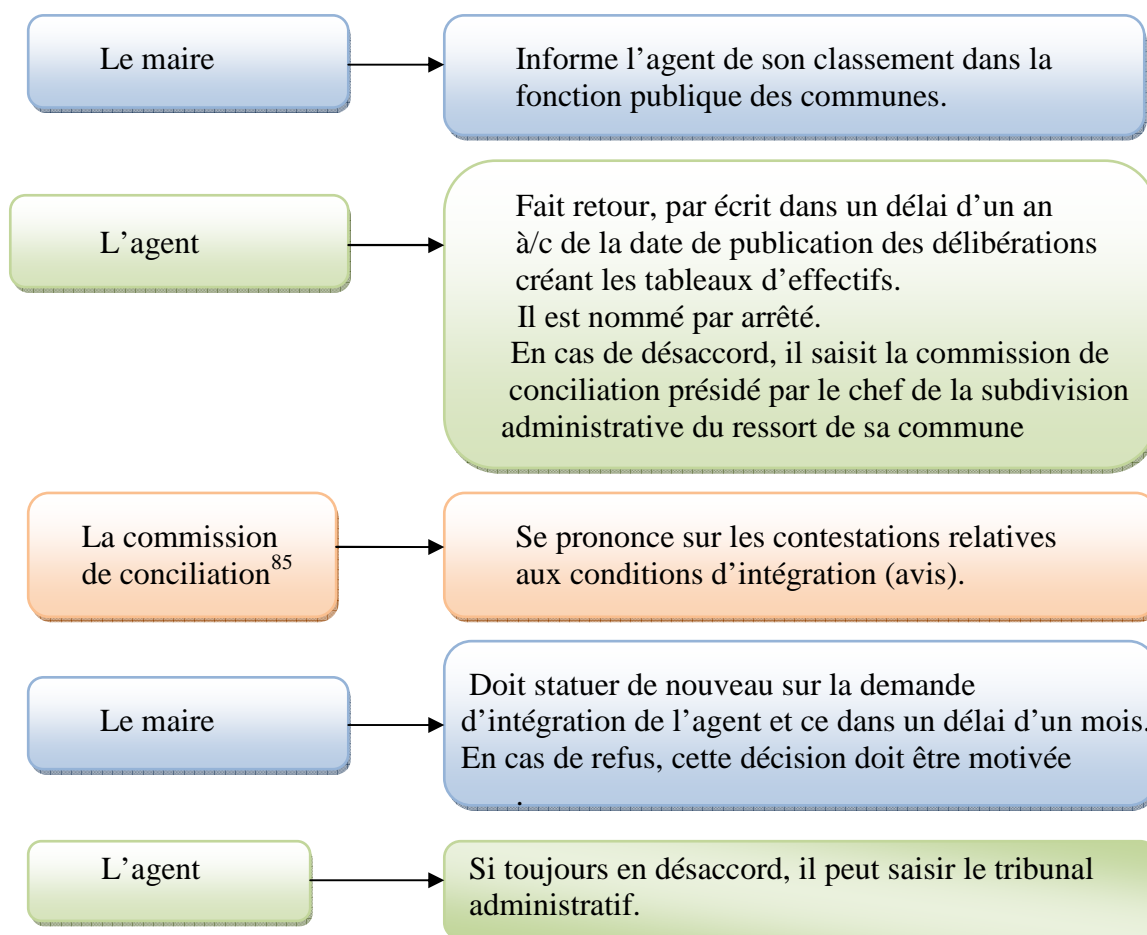 Le maire
Informe l’agent de son classement dans la
fonction publique des communes.
L’agent
Fait retour, par écrit dans un délai d’un an
à/c de la date de publication des délibérations
créant les tableaux d’effectifs.
Il est nommé par arrêté.
En cas de désaccord, il saisit la commission de
conciliation présidé par le chef de la subdivision
administrative du ressort de sa commune
La commission
de conciliation85
Se prononce sur les contestations relatives
aux conditions d’intégration (avis).
Le maire
Doit statuer de nouveau sur la demande
d’intégration de l’agent et ce dans un délai d’un mois.
En cas de refus, cette décision doit être motivée
.
L’agent
Si toujours en désaccord, il peut saisir le tribunal
administratif.